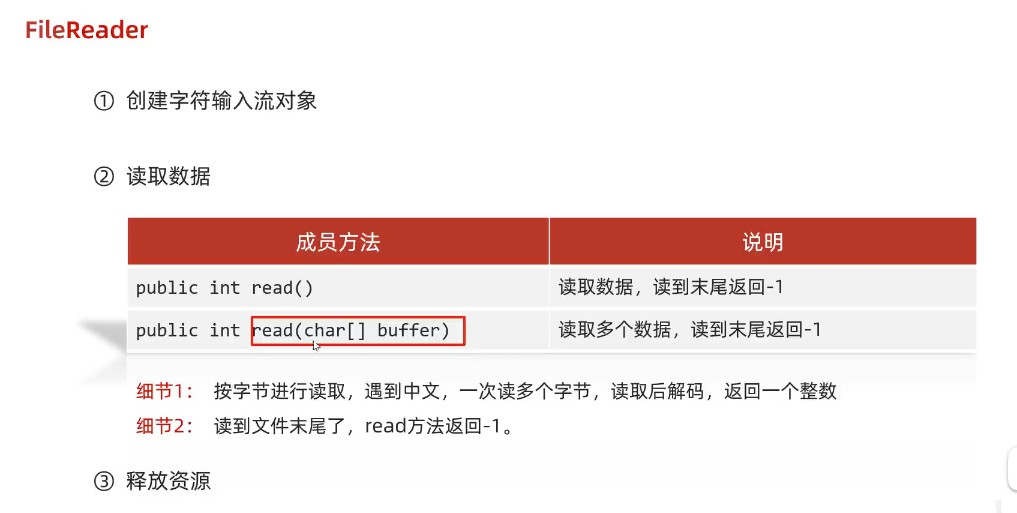 FileReader
① 创建字符输入流对象
② 读取数据
成员方法 说明
public int read() 读取数据，读到末尾返回-1
public int read(char[] buffer) 读取多个数据，读到末尾返回-1
细节1： 按字节进行读取，遇到中文，一次读多个字节，读取后解码，返回一个整数
细节2： 读到文件末尾了，read方法返回-1。
③ 释放资源